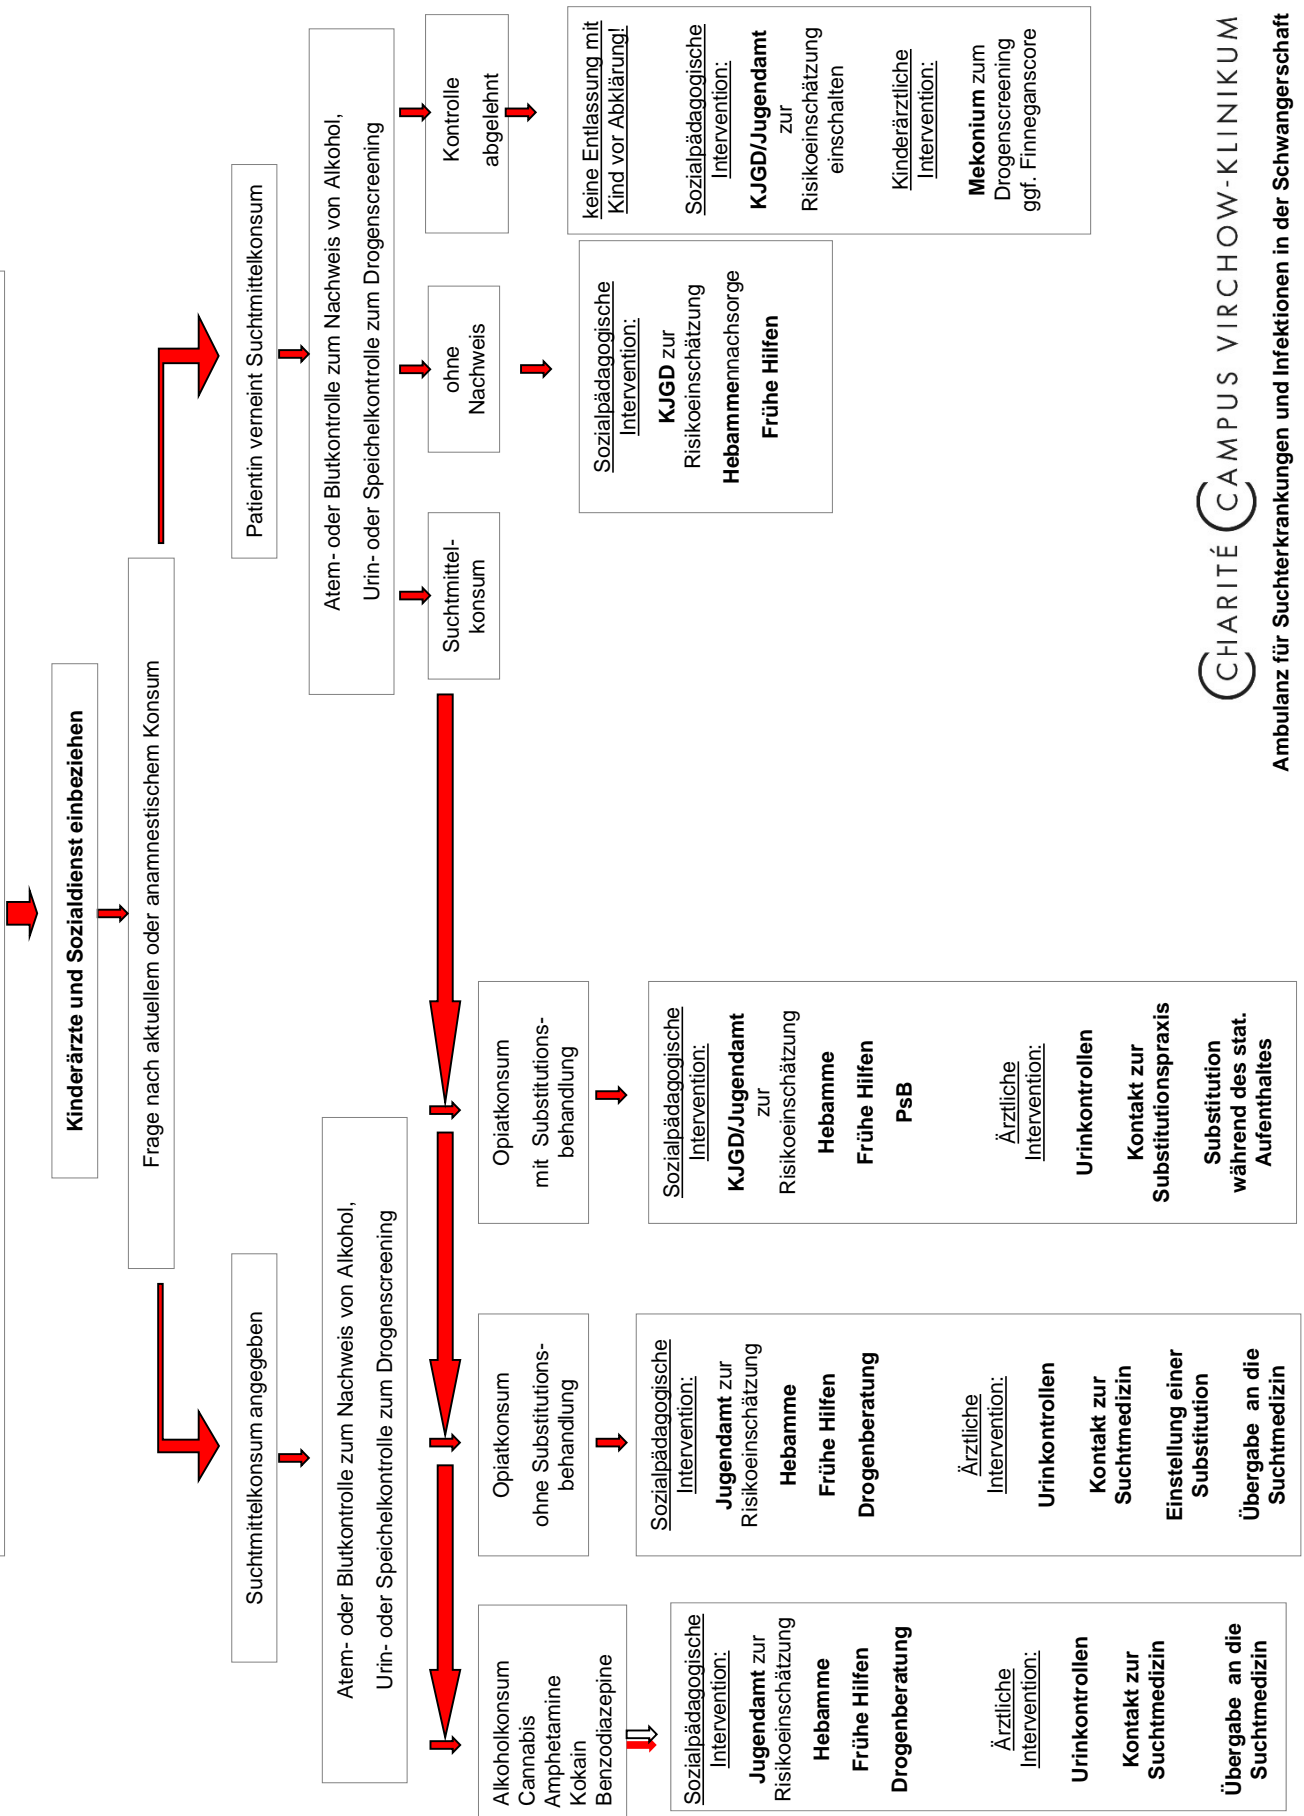 Kinderärzte und Sozialdienst einbeziehen
Frage nach aktuellem oder anamnestischem Konsum
Suchtmittelkonsum angegeben
Patientin verneint Suchtmittelkonsum
Atem- oder Blutkontrolle zum Nachweis von Alkohol,
Urin- oder Speichelkontrolle zum Drogenscreening
Atem- oder Blutkontrolle zum Nachweis von Alkohol,
Urin- oder Speichelkontrolle zum Drogenscreening
Suchtmittel-
konsum
ohne
Nachweis
Kontrolle
abgelehnt
Alkoholkonsum
Cannabis
Amphetamine
Kokain
Benzodiazepine
Opiatkonsum
ohne Substitutions-
behandlung
Opiatkonsum
mit Substitutions-
behandlung
Sozialpädagogische
Intervention:
Jugendamt zur
Risikoeinschätzung
Hebamme
Frühe Hilfen
Drogenberatung
Ärztliche
Intervention:
Urinkontrollen
Kontakt zur
Suchtmedizin
Übergabe an die
Suchtmedizin
Sozialpädagogische
Intervention:
Jugendamt zur
Risikoeinschätzung
Hebamme
Frühe Hilfen
Drogenberatung
Ärztliche
Intervention:
Urinkontrollen
Kontakt zur
Suchtmedizin
Einstellung einer
Substitution
Übergabe an die
Suchtmedizin
Sozialpädagogische
Intervention:
KJGD/Jugendamt
zur
Risikoeinschätzung
Hebamme
Frühe Hilfen
PsB
Ärztliche
Intervention:
Urinkontrollen
Kontakt zur
Substitutionspraxis
Substitution
während des stat.
Aufenthaltes
Sozialpädagogische
Intervention:
KJGD zur
Risikoeinschätzung
Hebammennachsorge
Frühe Hilfen
keine Entlassung mit
Kind vor Abklärung!
Sozialpädagogische
Intervention:
KJGD/Jugendamt
zur
Risikoeinschätzung
einschalten
Kinderärztliche
Intervention:
Mekonium zum
Drogenscreening
ggf. Finneganscore
CHARITÉ CAMPUS VIRCHOW-KLINIKUM
Ambulanz für Suchterkrankungen und Infektionen in der Schwangerschaft